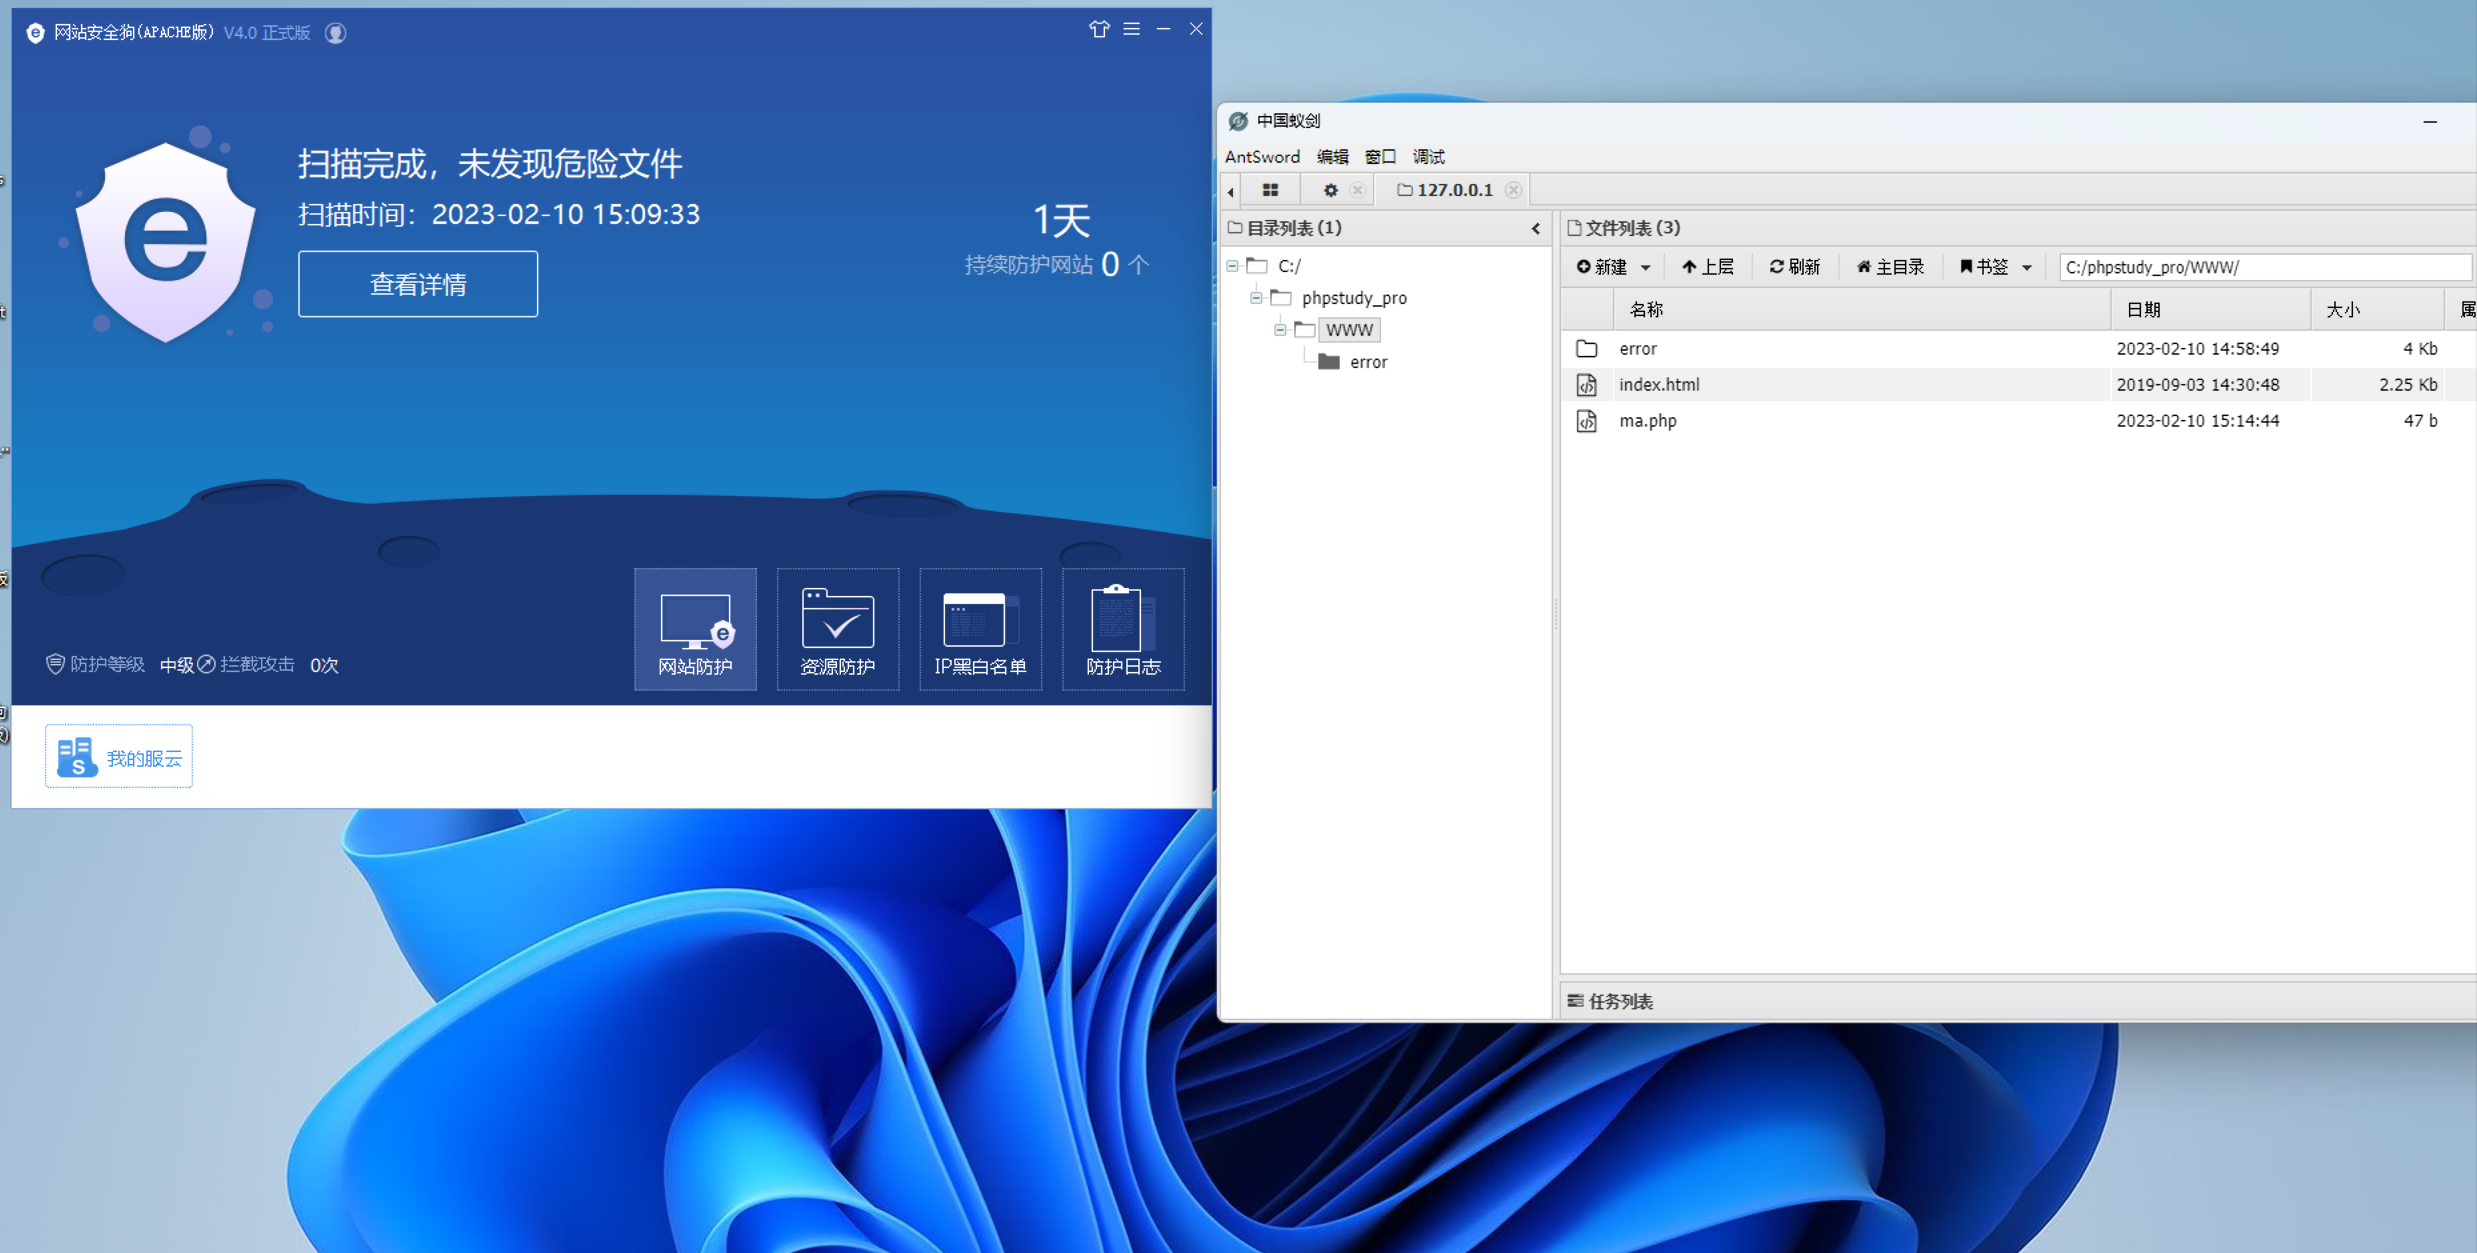 网站安全狗(APACHE版) V4.0 正式版
扫描完成，未发现危险文件
扫描时间：2023-02-10 15:09:33
查看详情
1天
持续防护网站 0 个
防护等级 中级 拦截攻击 0次
网站防护
资源防护
IP黑白名单
防护日志
我的服云
中国蚁剑
AntSword 编辑 窗口 调试
127.0.0.1
目录列表 (1)
C:/
phpstudy_pro
WWW
error
文件列表 (3)
新建 上层 刷新 主目录 书签 C:/phpstudy_pro/WWW/
名称 日期 大小 属
error 2023-02-10 14:58:49 4 Kb
index.html 2019-09-03 14:30:48 2.25 Kb
ma.php 2023-02-10 15:14:44 47 b
任务列表